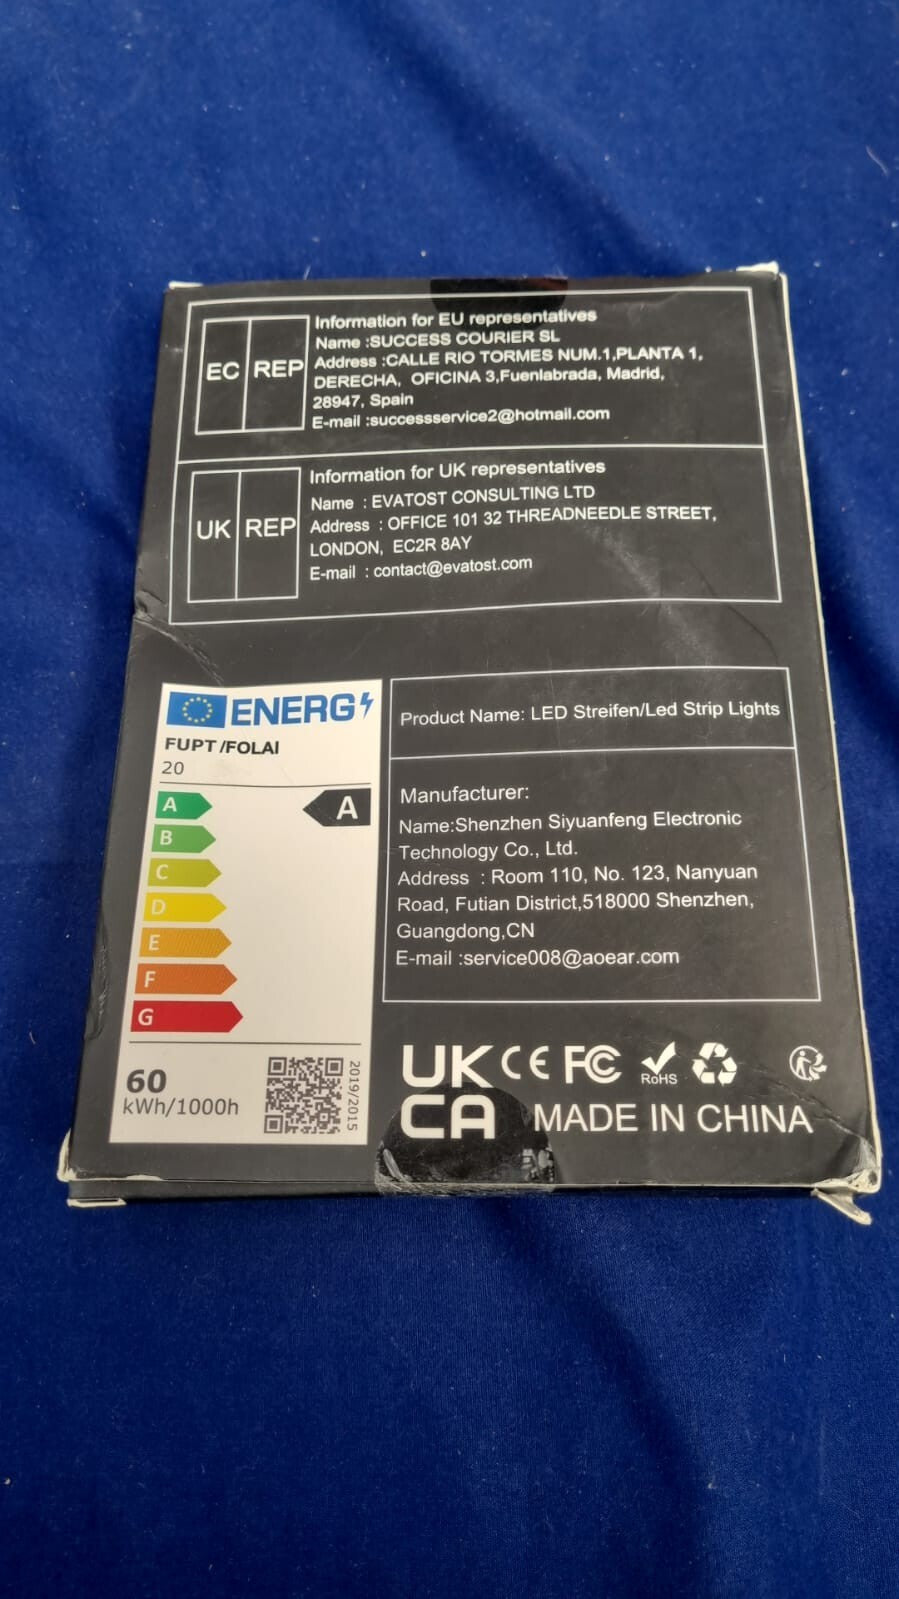 EC REP
Information for EU representatives
Name :SUCCESS COURIER SL
Address :CALLE RIO TORMES NUM.1,PLANTA 1,
DERECHA, OFICINA 3,Fuenlabrada, Madrid,
28947, Spain
E-mail :successservice2@hotmail.com
UK REP
Information for UK representatives
Name : EVATOST CONSULTING LTD
Address : OFFICE 101 32 THREADNEEDLE STREET,
LONDON, EC2R 8AY
E-mail : contact@evatost.com
ENERG
FUPT /FOLAI
20
A
A
B
C
D
E
F
G
60
kWh/1000h
2019/2015
Product Name: LED Streifen/Led Strip Lights
Manufacturer:
Name:Shenzhen Siyuanfeng Electronic
Technology Co., Ltd.
Address : Room 110, No. 123, Nanyuan
Road, Futian District,518000 Shenzhen,
Guangdong,CN
E-mail :service008@aoear.com
UK
CA
CE FC RoHS
MADE IN CHINA